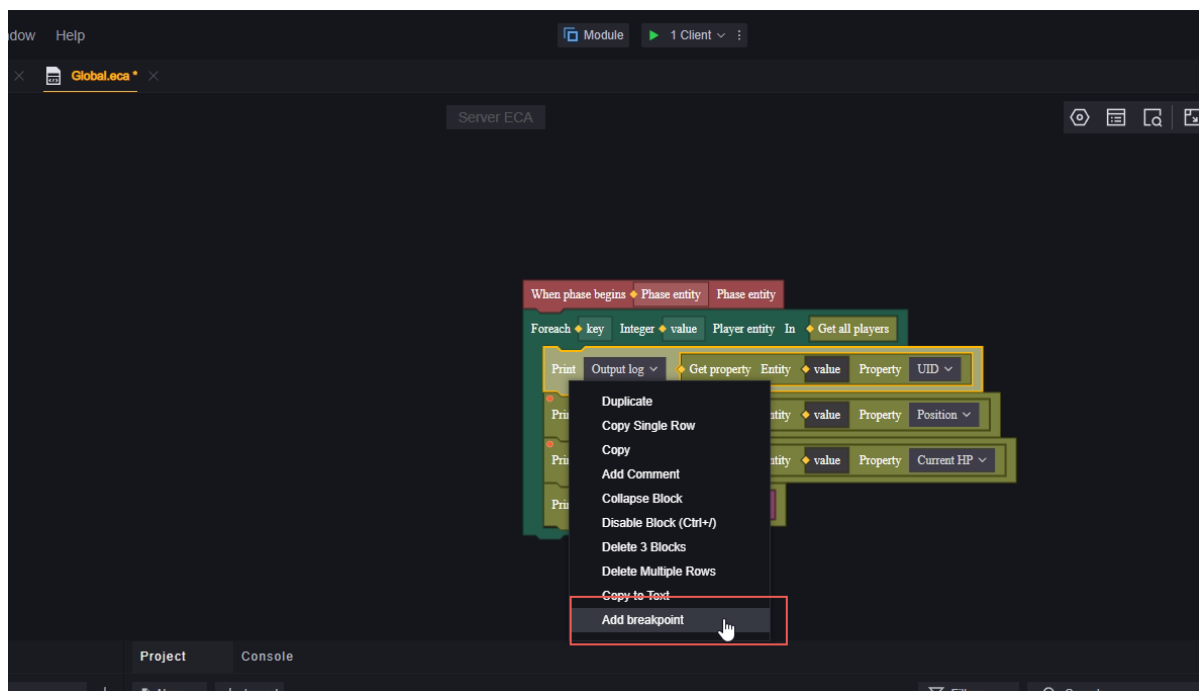 Help
Module
1 Client
Global.eca *
Server ECA
When phase begins Phase entity Phase entity
Foreach key Integer value Player entity In Get all players
Print Output log Get property Entity value Property UID
value Property Position
value Property Current HP
Duplicate
Copy Single Row
Copy
Add Comment
Collapse Block
Disable Block (Ctrl+/)
Delete 3 Blocks
Delete Multiple Rows
Copy to Text
Add breakpoint
Project Console